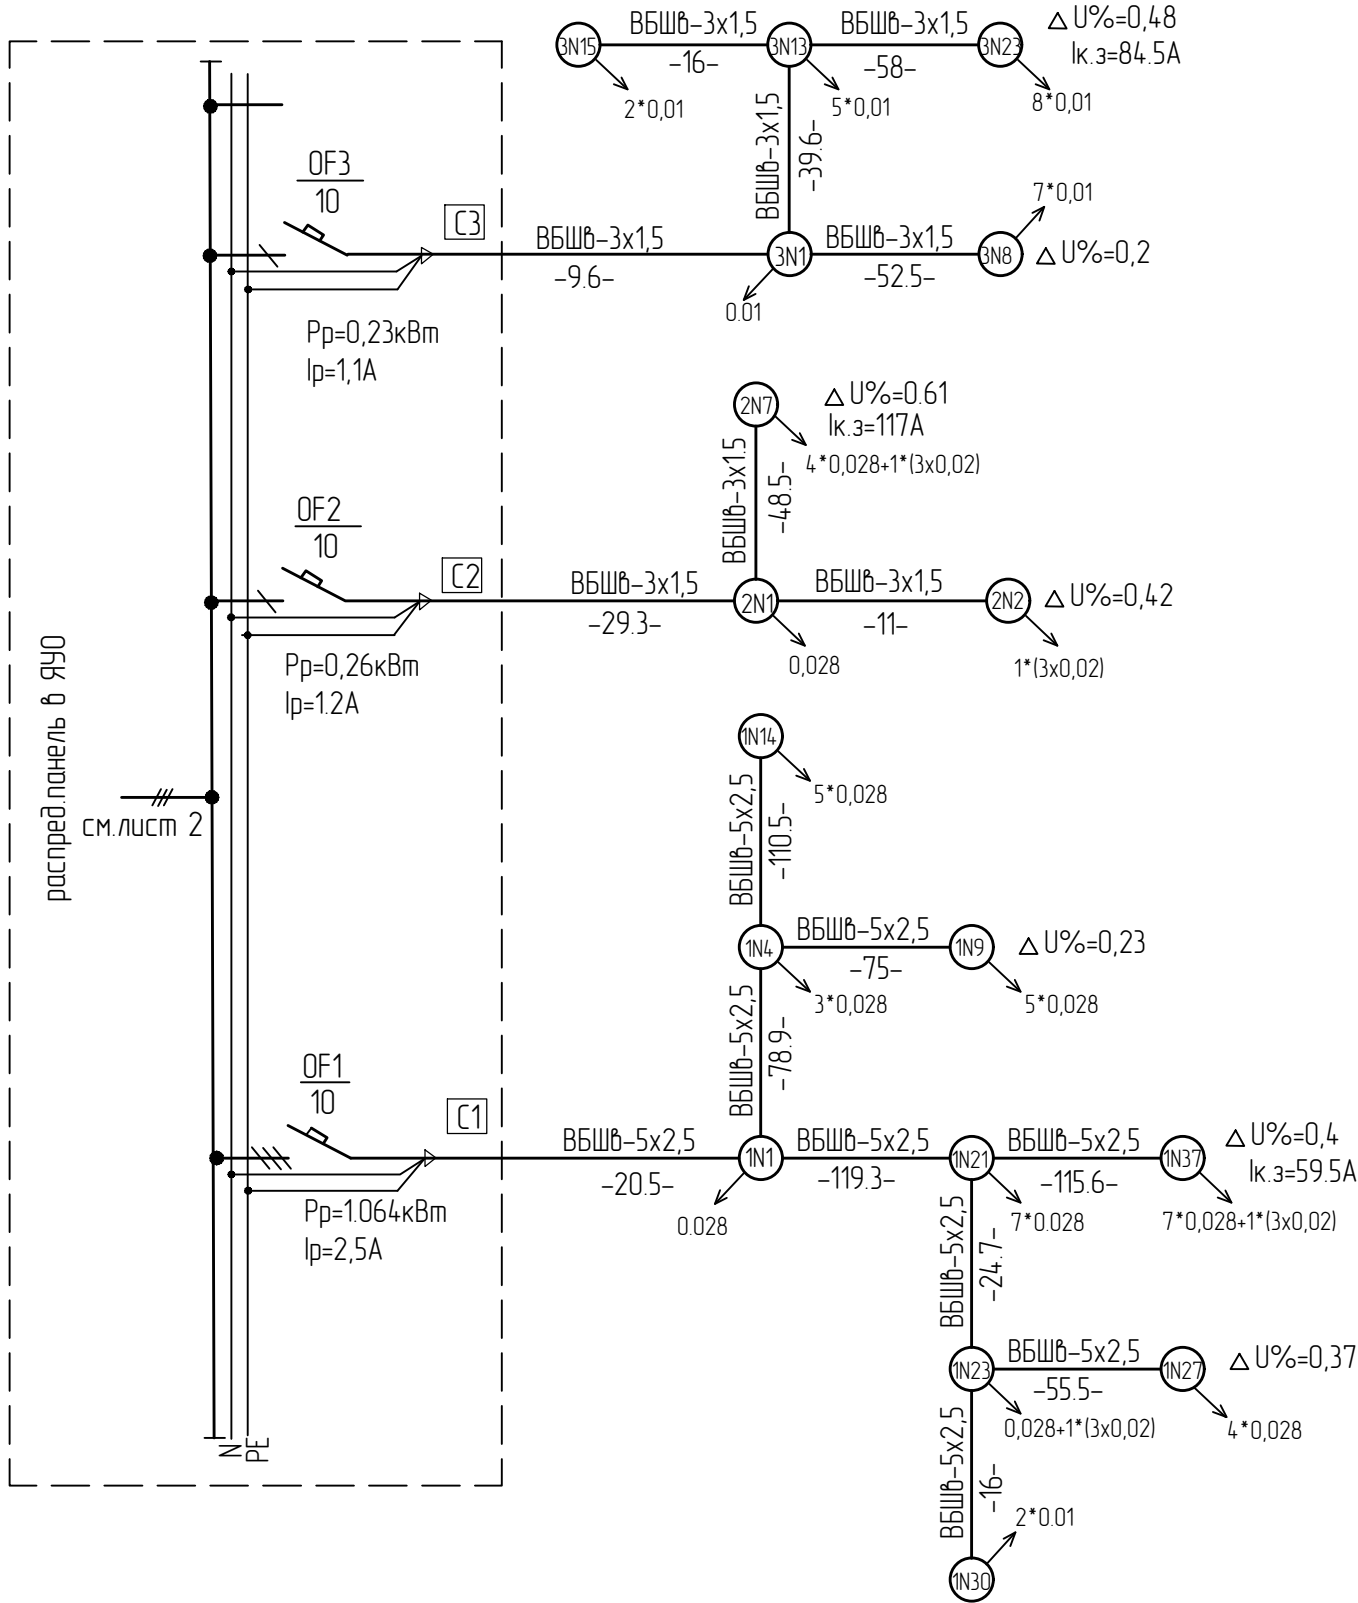 ВБШв-3х1,5
ВБШв-3х1,5
△ U%=0,48
Iк.з=84.5А
3N15
3N13
3N23
-16-
-58-
2*0,01
5*0,01
8*0,01
ВБШв-3х1,5
-39.6-
QF3
10
С3
ВБШв-3х1,5
-9.6-
3N1
0.01
ВБШв-3х1,5
-52.5-
3N8
7*0,01
△ U%=0,2
Рр=0,23кВт
Iр=1,1А
2N7
△ U%=0.61
Iк.з=117А
4*0,028+1*(3х0,02)
ВБШв-3х1.5
-48.5-
QF2
10
С2
ВБШв-3х1,5
-29.3-
2N1
0,028
ВБШв-3х1,5
-11-
2N2
△ U%=0,42
1*(3х0,02)
Рр=0,26кВт
Iр=1.2А
распред.панель в ЯУО
см.лист 2
1N14
5*0,028
ВБШв-5х2,5
-110.5-
1N4
3*0,028
ВБШв-5х2,5
-75-
1N9
△ U%=0,23
5*0,028
ВБШв-5х2,5
-78.9-
QF1
10
С1
ВБШв-5х2,5
-20.5-
1N1
0.028
ВБШв-5х2,5
-119.3-
1N21
7*0.028
ВБШв-5х2,5
-115.6-
1N37
△ U%=0,4
Iк.з=59.5А
7*0,028+1*(3х0,02)
Рр=1.064кВт
Iр=2,5А
ВБШв-5х2,5
-24.7-
1N23
0,028+1*(3х0,02)
ВБШв-5х2,5
-55.5-
1N27
△ U%=0,37
4*0,028
ВБШв-5х2,5
-16-
2*0.01
1N30
N
PE